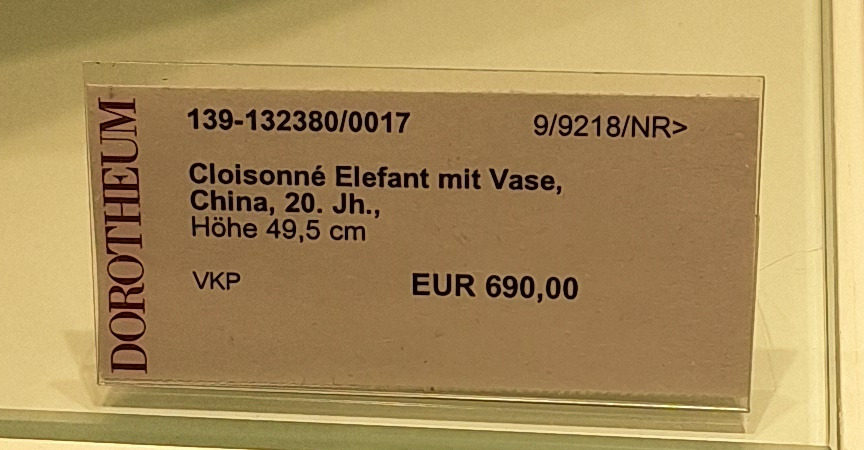 DOROTHEUM
139-132380/0017 9/9218/NR>
Cloisonné Elefant mit Vase,
China, 20. Jh.,
Höhe 49,5 cm
VKP EUR 690,00